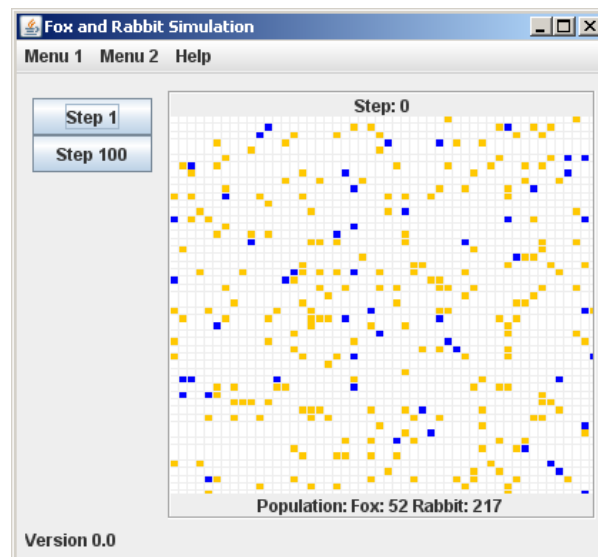 Fox and Rabbit Simulation
Menu 1 Menu 2 Help
Step 1
Step 100
Step: 0
Population: Fox: 52 Rabbit: 217
Version 0.0